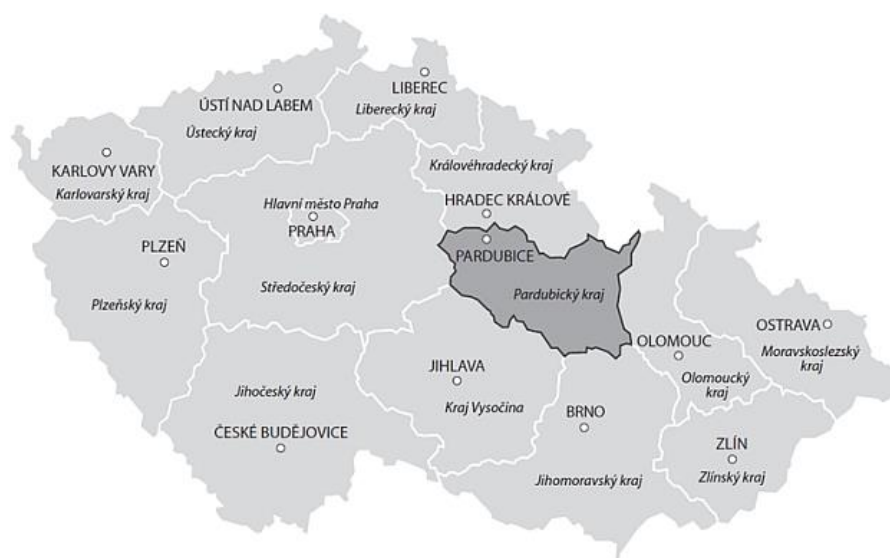 LIBEREC
Liberecký kraj
ÚSTÍ NAD LABEM
Ústecký kraj
KARLOVY VARY
Karlovarský kraj
Královéhradecký kraj
HRADEC KRÁLOVÉ
Hlavní město Praha
PRAHA
PLZEŇ
Plzeňský kraj
Středočeský kraj
PARDUBICE
Pardubický kraj
OSTRAVA
Moravskoslezský
kraj
OLOMOUC
Olomoucký
kraj
JIHLAVA
Kraj Vysočina
Jihočeský kraj
ČESKÉ BUDĚJOVICE
BRNO
Jihomoravský kraj
ZLÍN
Zlínský kraj